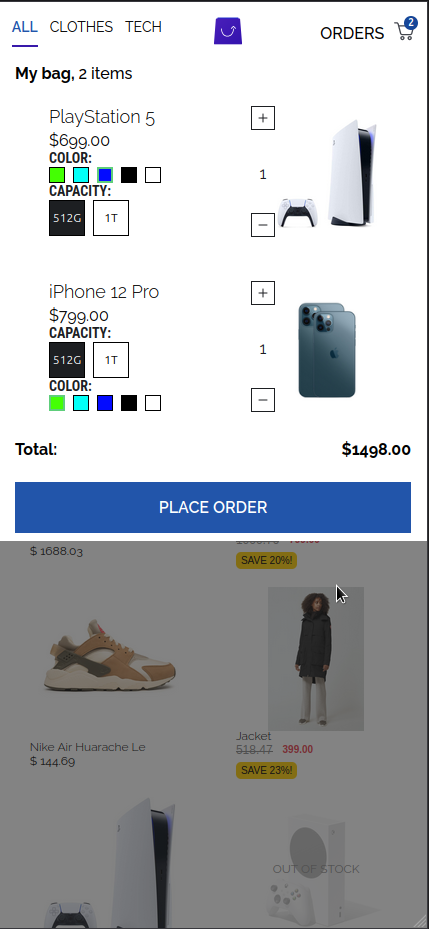 ALL CLOTHES TECH ORDERS 2
My bag, 2 items
PlayStation 5
$699.00
COLOR:
CAPACITY:
512G 1T
+
1
−
iPhone 12 Pro
$799.00
CAPACITY:
512G 1T
COLOR:
+
1
−
Total: $1498.00
PLACE ORDER
$ 1688.03
SAVE 20%!
Nike Air Huarache Le
$ 144.69
Jacket
518.47 399.00
SAVE 23%!
OUT OF STOCK